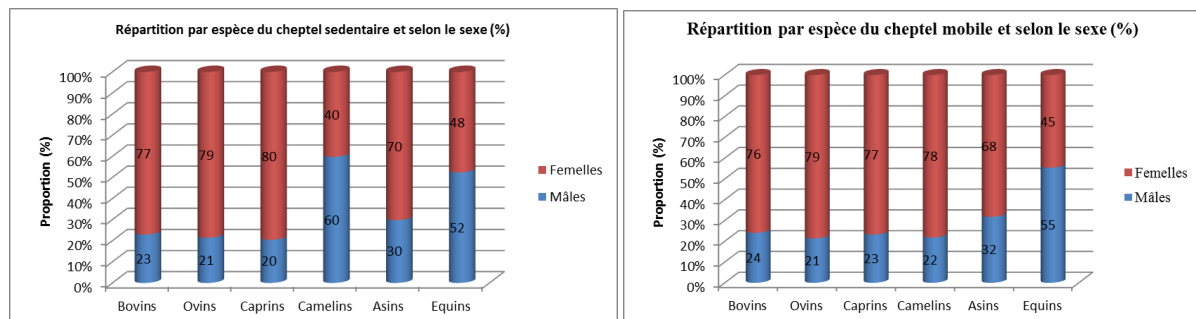 Répartition par espèce du cheptel sedentaire et selon le sexe (%)
Proportion (%)
100%
90%
80%
70%
60%
50%
40%
30%
20%
10%
0%
77 79 80 40 70 48
23 21 20 60 30 52
Bovins Ovins Caprins Camelins Asins Equins
Femelles
Mâles
Répartition par espèce du cheptel mobile et selon le sexe (%)
Proportion (%)
100%
90%
80%
70%
60%
50%
40%
30%
20%
10%
0%
76 79 77 78 68 45
24 21 23 22 32 55
Bovins Ovins Caprins Camelins Asins Equins
Femelles
Mâles